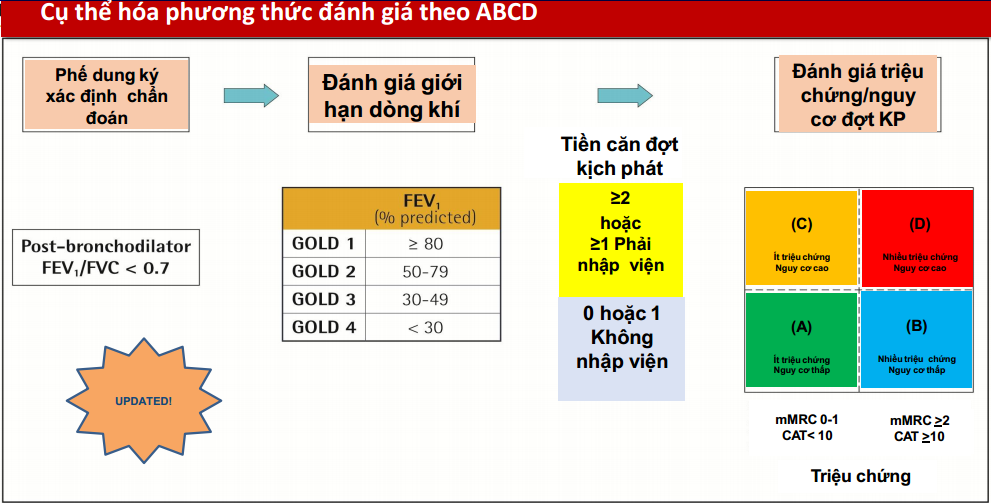 Cụ thể hóa phương thức đánh giá theo ABCD
Phế dung ký
xác định chẩn
đoán
Đánh giá giới
hạn dòng khí
Đánh giá triệu
chứng/nguy
cơ đợt KP
Post-bronchodilator
FEV₁/FVC < 0.7
FEV₁
(% predicted)
GOLD 1 ≥ 80
GOLD 2 50-79
GOLD 3 30-49
GOLD 4 < 30
Tiền căn đợt
kịch phát
≥2
hoặc
≥1 Phải
nhập viện
0 hoặc 1
Không
nhập viện
(C)
Ít triệu chứng
Nguy cơ cao
(D)
Nhiều triệu chứng
Nguy cơ cao
(A)
Ít triệu chứng
Nguy cơ thấp
(B)
Nhiều triệu chứng
Nguy cơ thấp
mMRC 0-1
CAT< 10
mMRC ≥2
CAT ≥10
Triệu chứng
UPDATED!